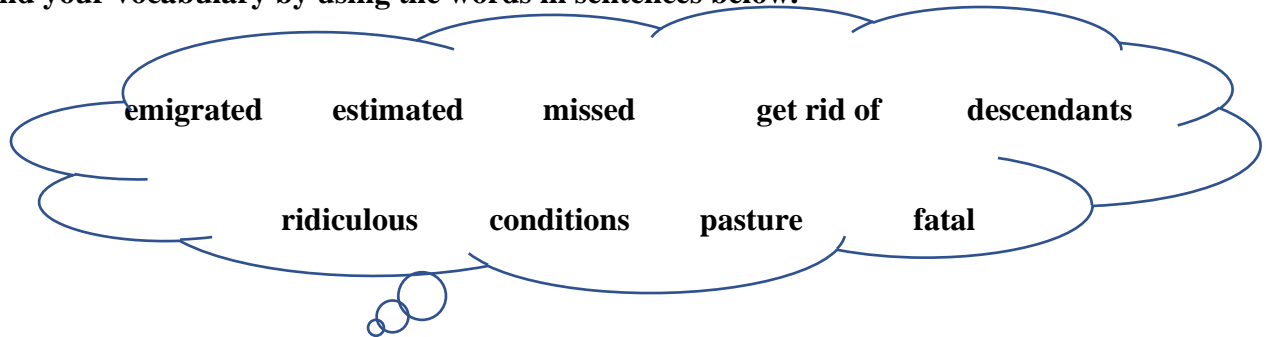 your vocabulary by using the words in sentences below.
emigrated estimated missed get rid of descendants
ridiculous conditions pasture fatal